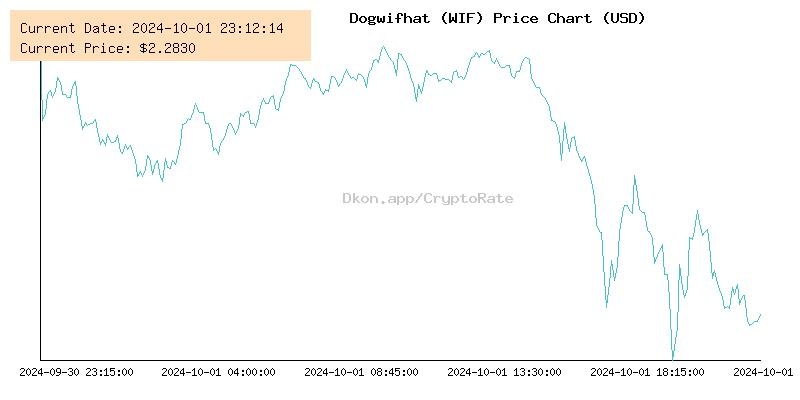 Dogwifhat (WIF) Price Chart (USD)
Current Date: 2024-10-01 23:12:14
Current Price: $2.2830
Dkon.app/CryptoRate
2024-09-30 23:15:00 2024-10-01 04:00:00 2024-10-01 08:45:00 2024-10-01 13:30:00 2024-10-01 18:15:00 2024-10-01